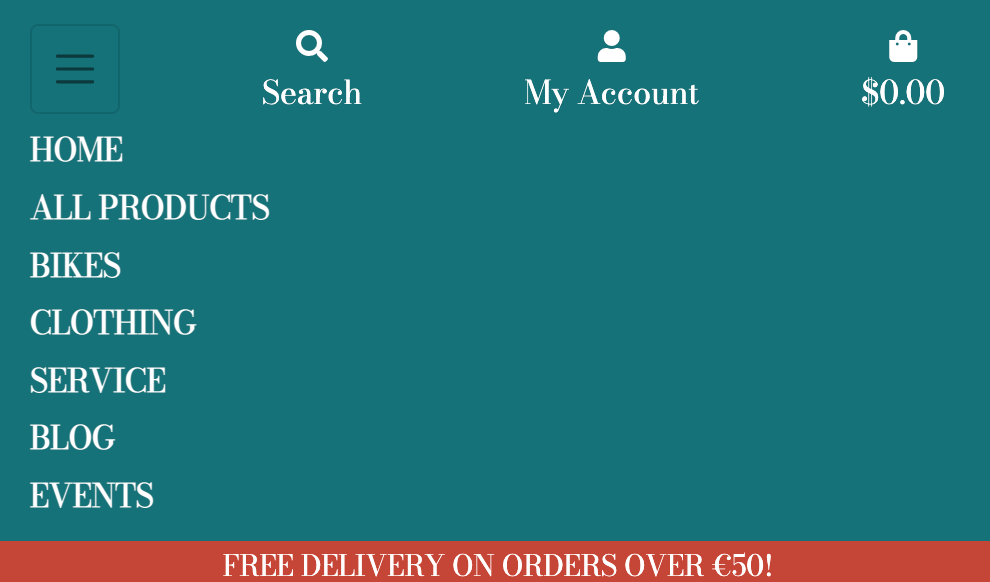 Search My Account $0.00
HOME
ALL PRODUCTS
BIKES
CLOTHING
SERVICE
BLOG
EVENTS
FREE DELIVERY ON ORDERS OVER €50!